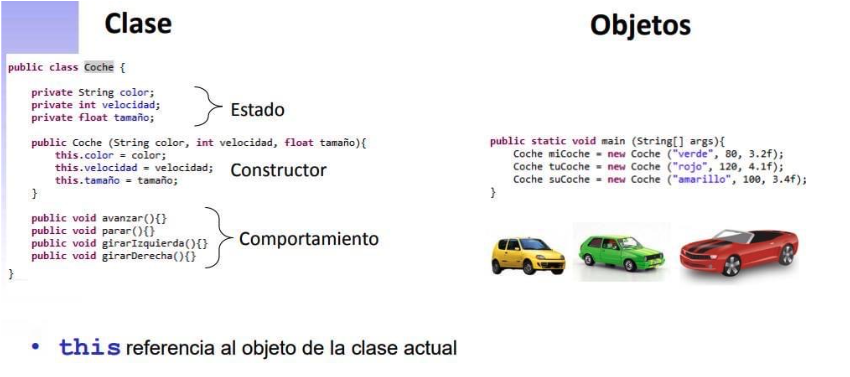 Clase
public class Coche {
private String color;
private int velocidad;
private float tamaño;
Estado
public Coche (String color, int velocidad, float tamaño){
this.color = color;
this.velocidad = velocidad;
this.tamaño = tamaño;
}
Constructor
public void avanzar(){}
public void parar(){}
public void girarIzquierda(){}
public void girarDerecha(){}
Comportamiento
}
Objetos
public static void main (String[] args){
Coche miCoche = new Coche ("verde", 80, 3.2f);
Coche tuCoche = new Coche ("rojo", 120, 4.1f);
Coche suCoche = new Coche ("amarillo", 100, 3.4f);
}
• this referencia al objeto de la clase actual